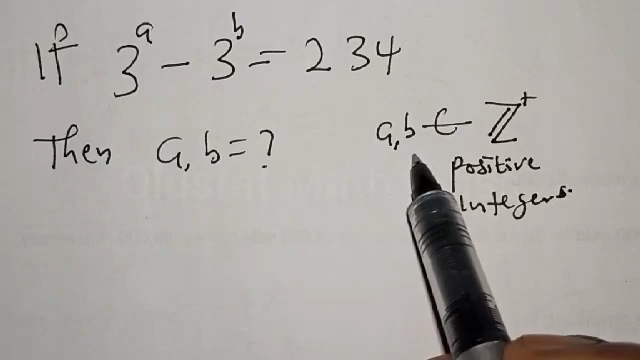 If 3^a − 3^b = 234
Then a, b = ?
a, b ∈ ℤ^+
positive
integers.